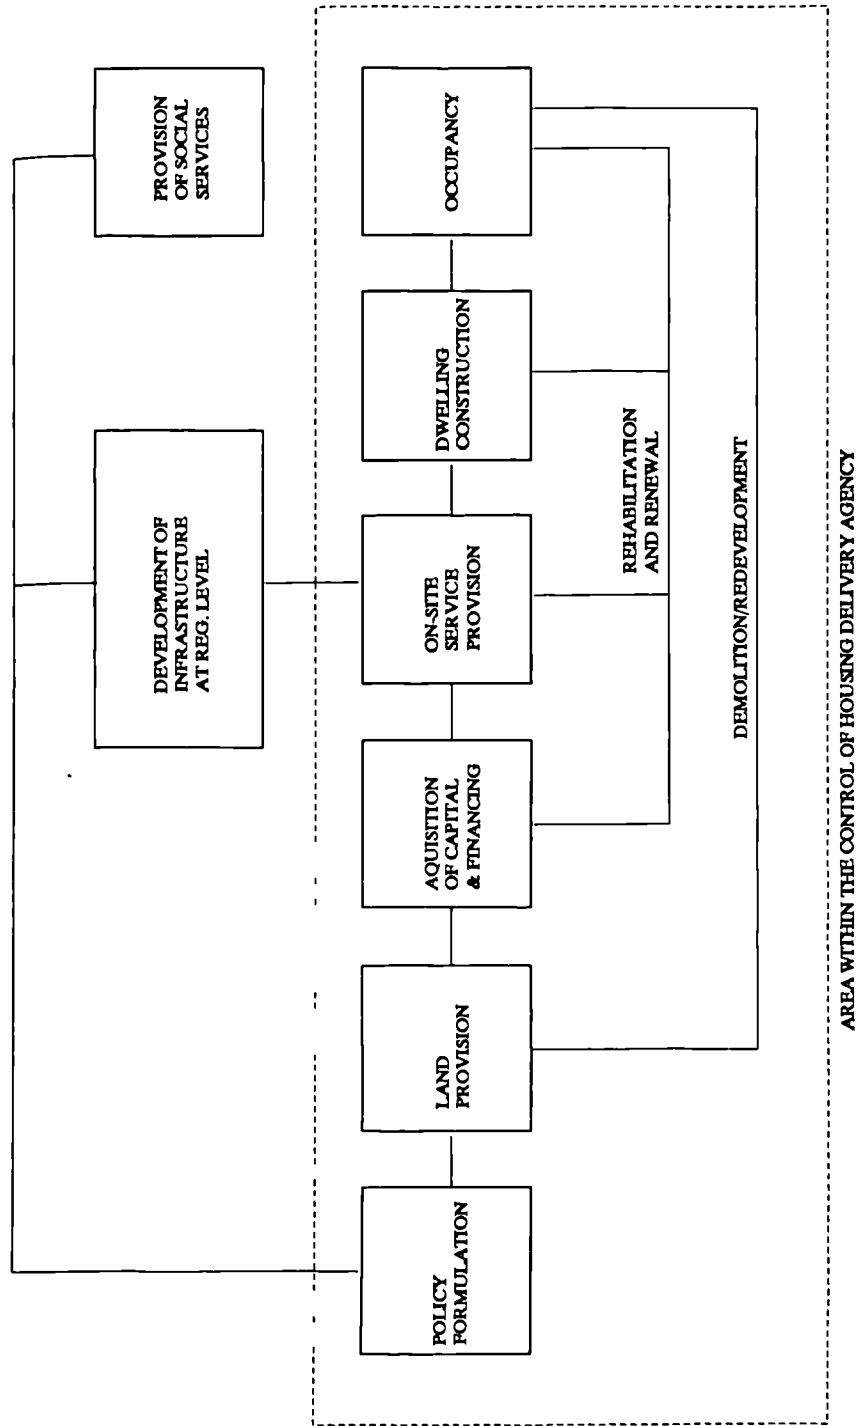 DEVELOPMENT OF
INFRASTRUCTURE
AT REG. LEVEL
PROVISION
OF SOCIAL
SERVICES
POLICY
FORMULATION
LAND
PROVISION
AQUISITION
OF CAPITAL
& FINANCING
ON-SITE
SERVICE
PROVISION
DWELLING
CONSTRUCTION
OCCUPANCY
REHABILITATION
AND RENEWAL
DEMOLITION/REDEVELOPMENT
AREA WITHIN THE CONTROL OF HOUSING DELIVERY AGENCY